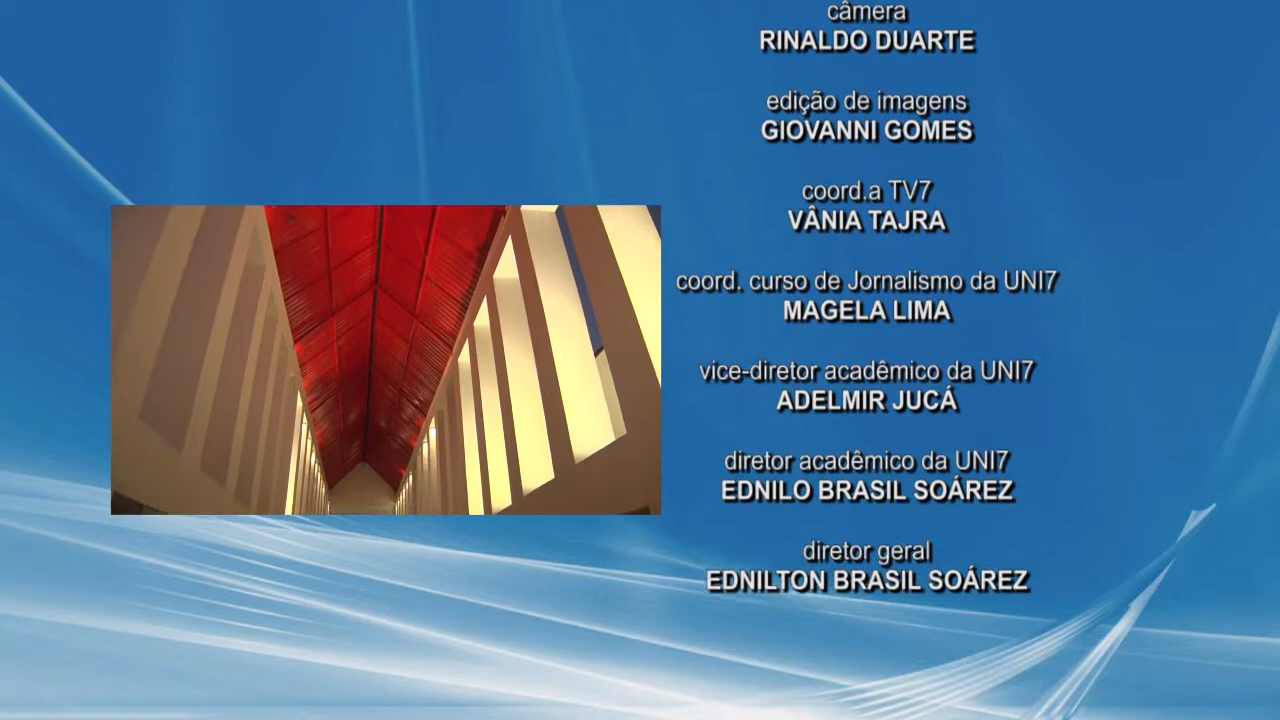 câmera
RINALDO DUARTE
edição de imagens
GIOVANNI GOMES
coord.a TV7
VÂNIA TAJRA
coord. curso de Jornalismo da UNI7
MAGELA LIMA
vice-diretor acadêmico da UNI7
ADELMIR JUCÁ
diretor acadêmico da UNI7
EDNILO BRASIL SOÁREZ
diretor geral
EDNILTON BRASIL SOÁREZ